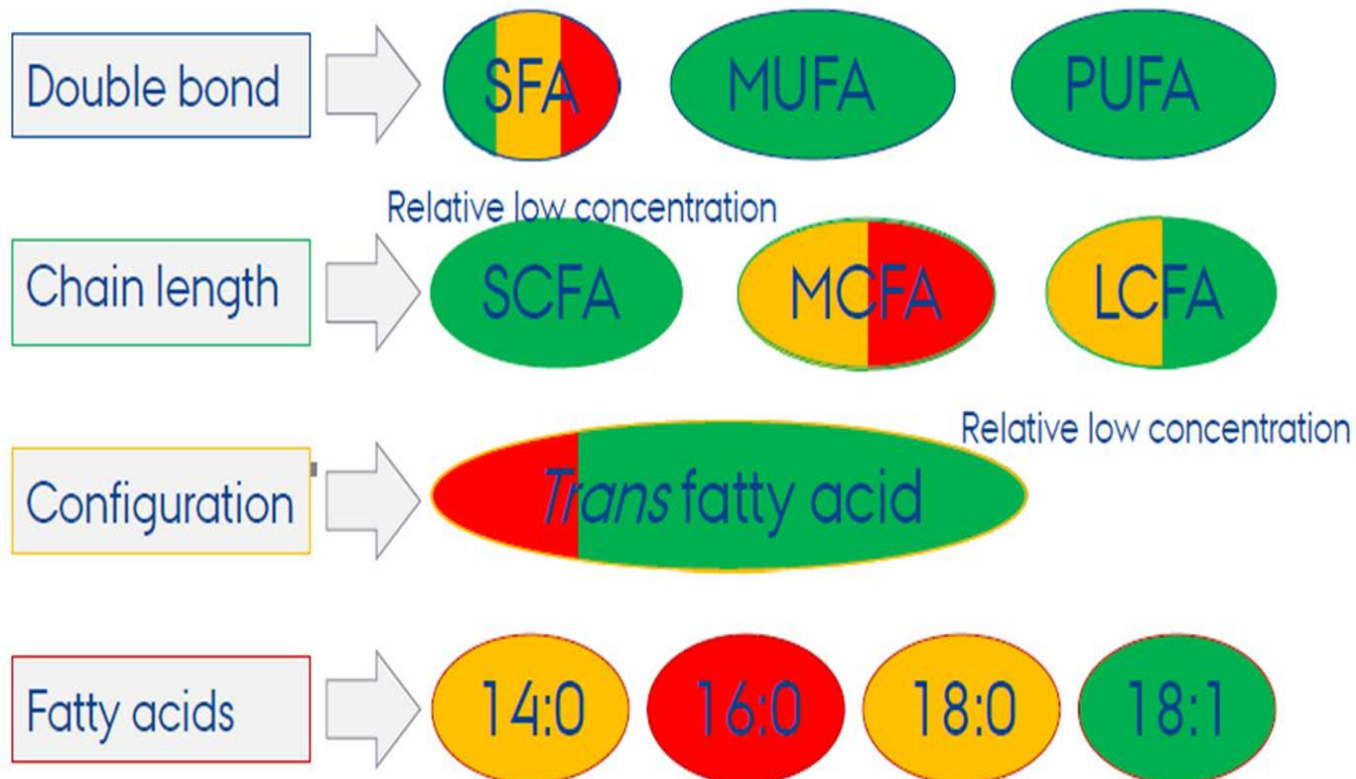 Double bond
SFA
MUFA
PUFA
Relative low concentration
Chain length
SCFA
MCFA
LCFA
Relative low concentration
Configuration
Trans fatty acid
Fatty acids
14:0
16:0
18:0
18:1